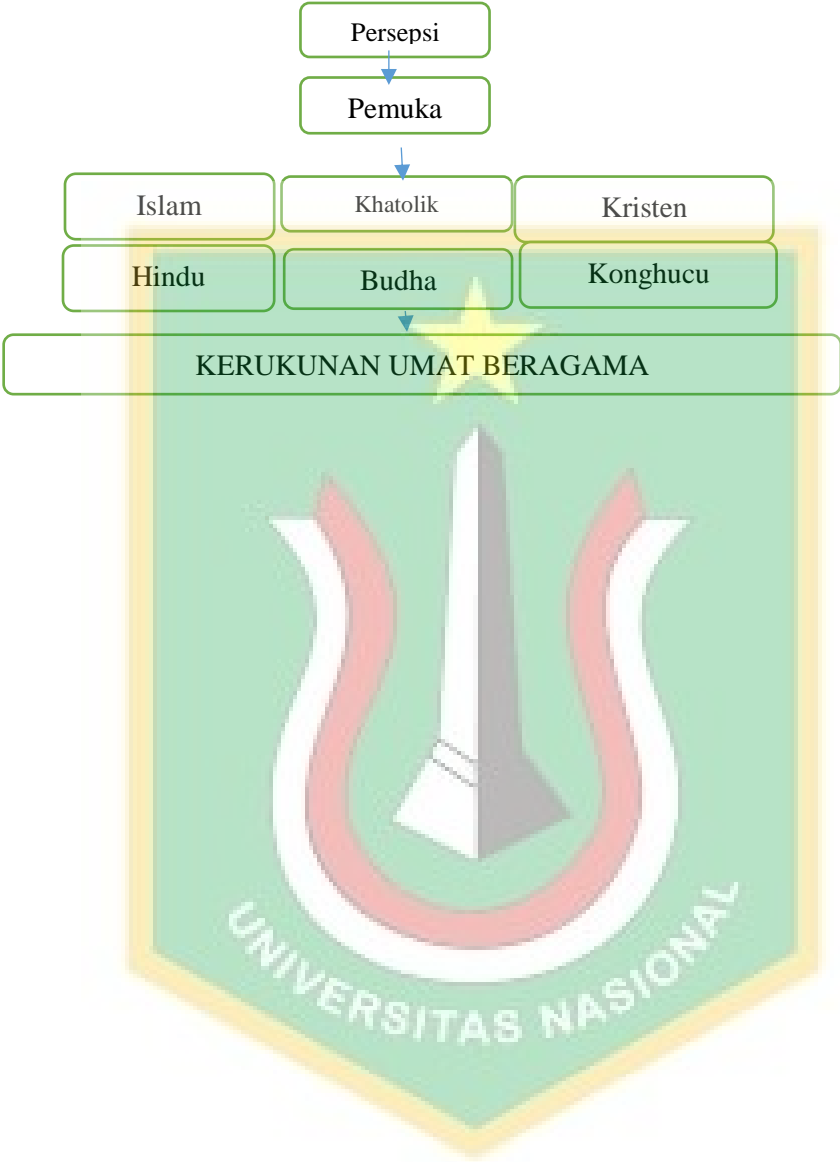 Persepsi
Pemuka
Islam Khatolik Kristen
Hindu Budha Konghucu
KERUKUNAN UMAT BERAGAMA
UNIVERSITAS NASIONAL